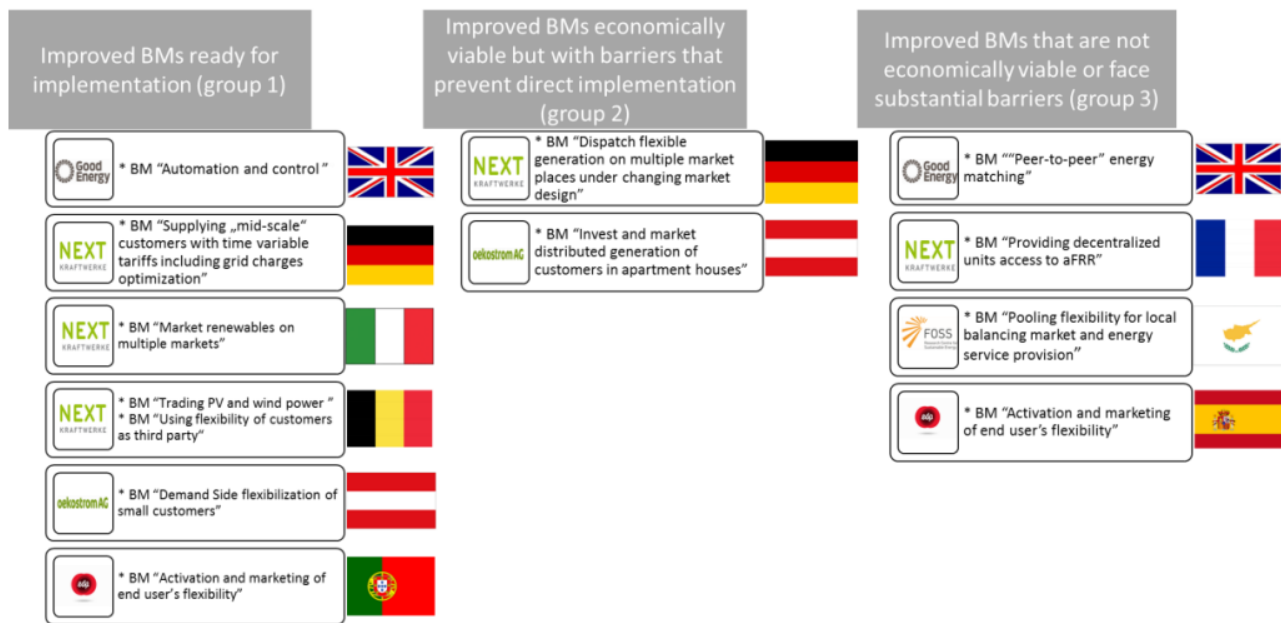 Improved BMs ready for
implementation (group 1)
Good
Energy
* BM “Automation and control ”
NEXT
KRAFTWERKE
* BM “Supplying „mid-scale“
customers with time variable
tariffs including grid charges
optimization”
NEXT
KRAFTWERKE
* BM “Market renewables on
multiple markets”
NEXT
KRAFTWERKE
* BM “Trading PV and wind power ”
* BM “Using flexibility of customers
as third party”
oekostrom AG
* BM “Demand Side flexibilization of
small customers”
edp
* BM “Activation and marketing of
end user’s flexibility”
Improved BMs economically
viable but with barriers that
prevent direct implementation
(group 2)
NEXT
KRAFTWERKE
* BM “Dispatch flexible
generation on multiple market
places under changing market
design”
oekostrom AG
* BM “Invest and market
distributed generation of
customers in apartment houses”
Improved BMs that are not
economically viable or face
substantial barriers (group 3)
Good
Energy
* BM ““Peer-to-peer” energy
matching”
NEXT
KRAFTWERKE
* BM “Providing decentralized
units access to aFRR”
FOSS
Research Centre for
Sustainable Energy
* BM “Pooling flexibility for local
balancing market and energy
service provision”
edp
* BM “Activation and marketing
of end user’s flexibility”